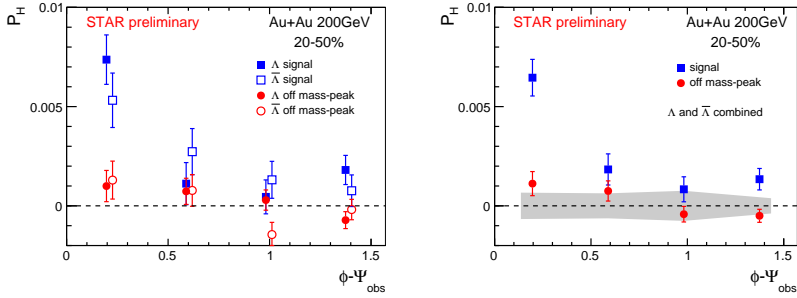 P_H
0.01
0.005
0
STAR preliminary
Au+Au 200GeV
20-50%
Λ signal
Λ̅ signal
Λ off mass-peak
Λ̅ off mass-peak
0 0.5 1 1.5
ϕ-Ψ_obs
P_H
0.01
0.005
0
STAR preliminary
Au+Au 200GeV
20-50%
signal
off mass-peak
Λ and Λ̅ combined
0 0.5 1 1.5
ϕ-Ψ_obs